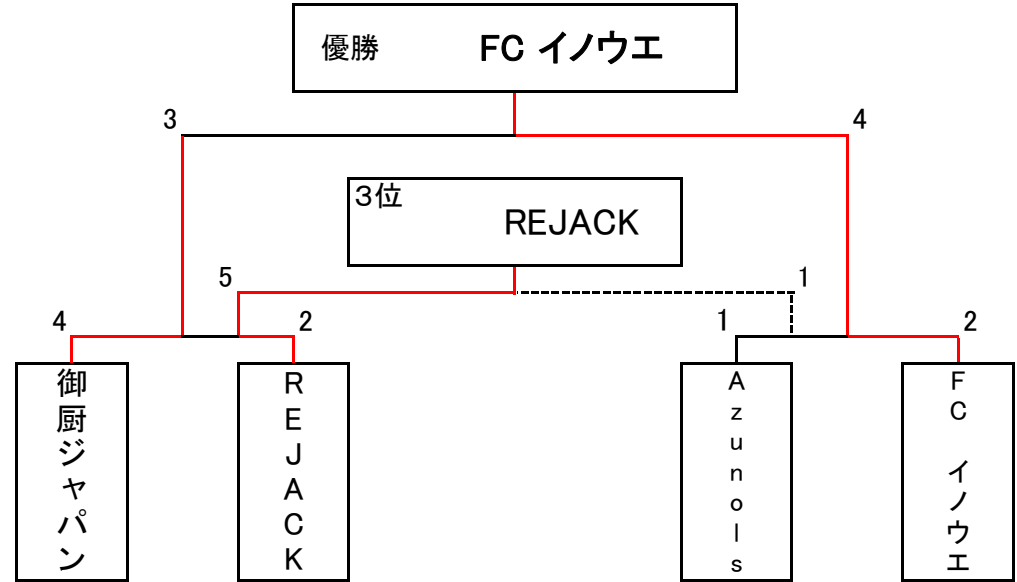 優勝 FC イノウエ
3 4
３位
REJACK
5 1
4 2 1 2
御厨ジャパン
REJACK
Azunols
FC イノウエ